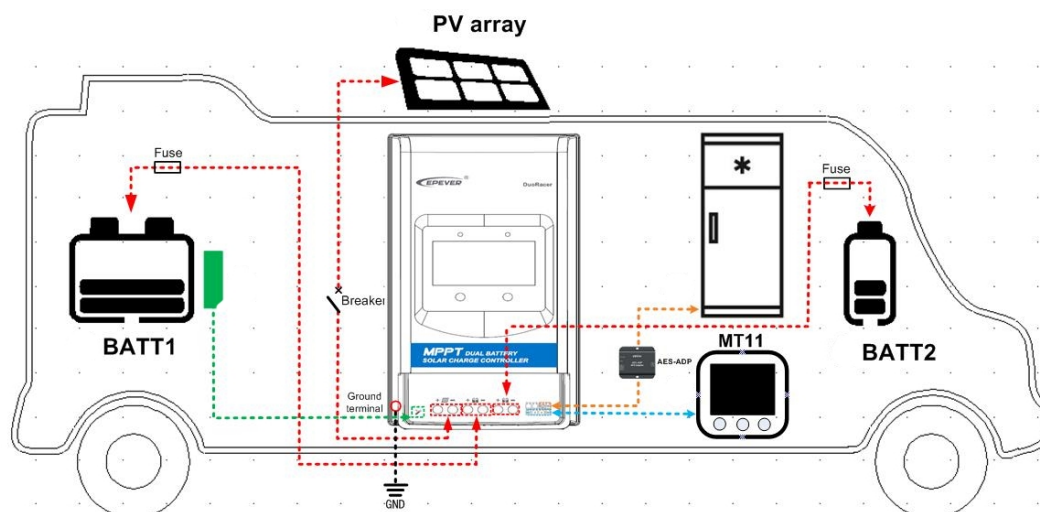 PV array
Fuse
EPEVER ®
DuoRacer
Fuse
Breaker
BATT1
MPPT DUAL BATTERY
SOLAR CHARGE CONTROLLER
AES-ADP
MT11
BATT2
Ground
terminal
GND